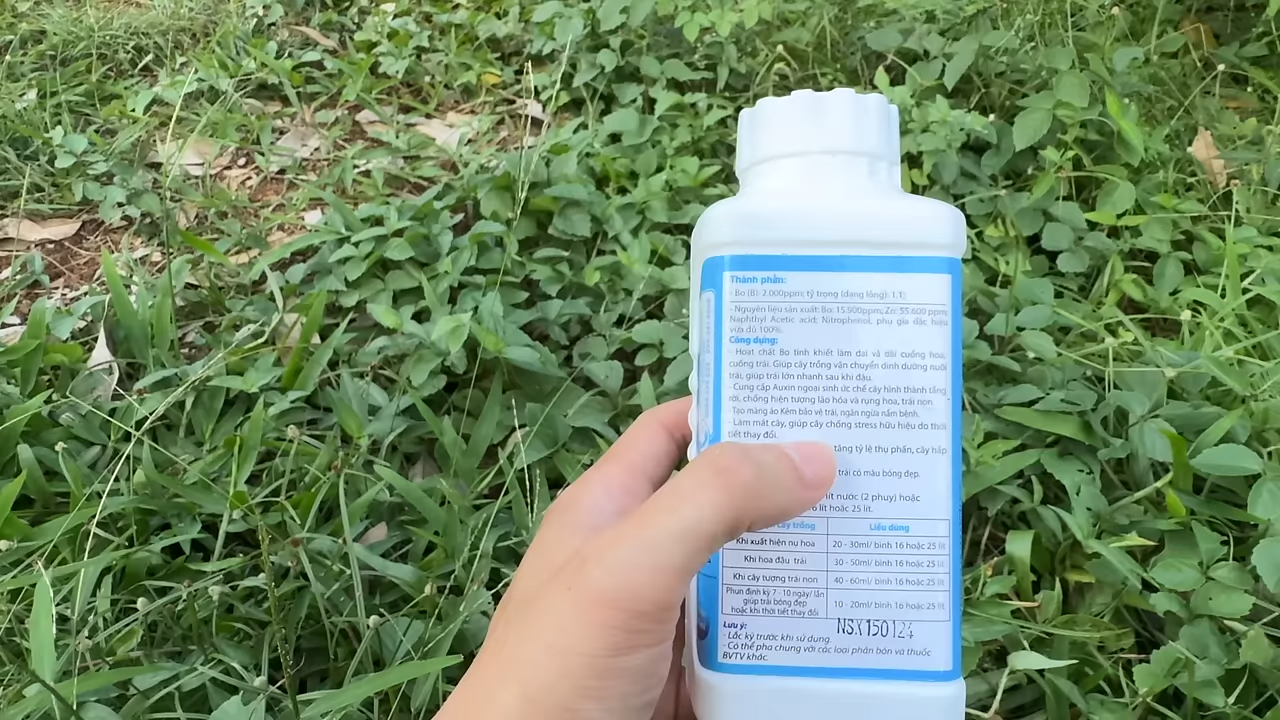 Thành phần:
- Bo (B): 2.000ppm; tỷ trọng (dạng lỏng): 1,1;
- Nguyên liệu sản xuất: Bo: 15.900ppm; Zn: 55.600 ppm;
Naphthyl Acetic acid; Nitrophenol, phụ gia đặc hiệu
vừa đủ 100%.
Công dụng:
- Hoạt chất Bo tinh khiết làm dai và dài cuống hoa,
cuống trái. Giúp cây trồng vận chuyển dinh dưỡng nuôi
trái, giúp trái lớn nhanh sau khi đậu.
- Cung cấp Auxin ngoại sinh ức chế cây hình thành tầng
rời, chống hiện tượng lão hóa và rụng hoa, trái non.
- Tạo màng áo Kẽm bảo vệ trái, ngăn ngừa nấm bệnh.
- Làm mát cây, giúp cây chống stress hữu hiệu do thời
tiết thay đổi.
tăng tỷ lệ thụ phấn, cây hấp
trái có màu bóng đẹp.
lít nước (2 phuy) hoặc
lít hoặc 25 lít.
cây trồng Liều dùng
Khi xuất hiện nụ hoa 20 - 30ml/ bình 16 hoặc 25 lít
Khi hoa đậu trái 30 - 50ml/ bình 16 hoặc 25 lít
Khi cây tượng trái non 40 - 60ml/ bình 16 hoặc 25 lít
Phun định kỳ 7 - 10 ngày/ lần
giúp trái bóng đẹp 10 - 20ml/ bình 16 hoặc 25 lít
hoặc khi thời tiết thay đổi
Lưu ý: NSX150124
- Lắc kỹ trước khi sử dụng.
- Có thể pha chung với các loại phân bón và thuốc
BVTV khác.